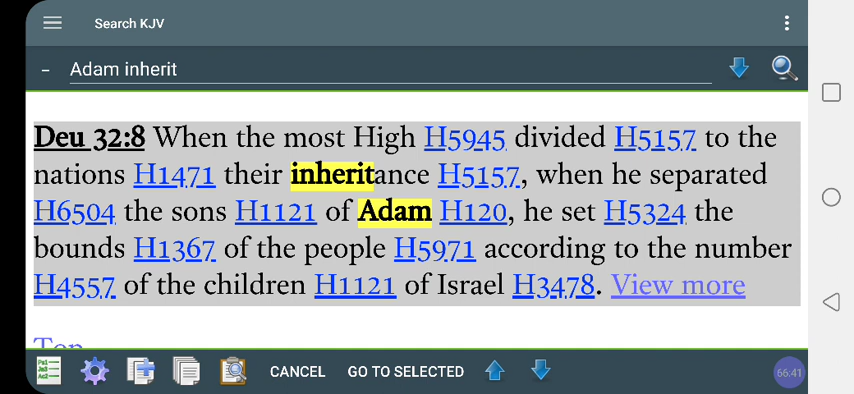 Search KJV
- Adam inherit
Deu 32:8 When the most High H5945 divided H5157 to the
nations H1471 their inheritance H5157, when he separated
H6504 the sons H1121 of Adam H120, he set H5324 the
bounds H1367 of the people H5971 according to the number
H4557 of the children H1121 of Israel H3478. View more
Top
CANCEL GO TO SELECTED
66:41